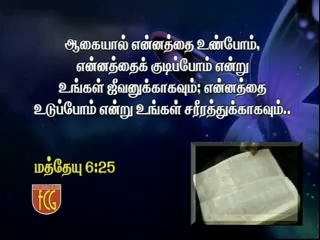 ஆகையால் என்னத்தை உண்போம்,
என்னத்தைக் குடிப்போம் என்று
உங்கள் ஜீவனுக்காகவும்; என்னத்தை
உடுப்போம் என்று உங்கள் சரீரத்துக்காகவும்..
மத்தேயு 6:25
FCG